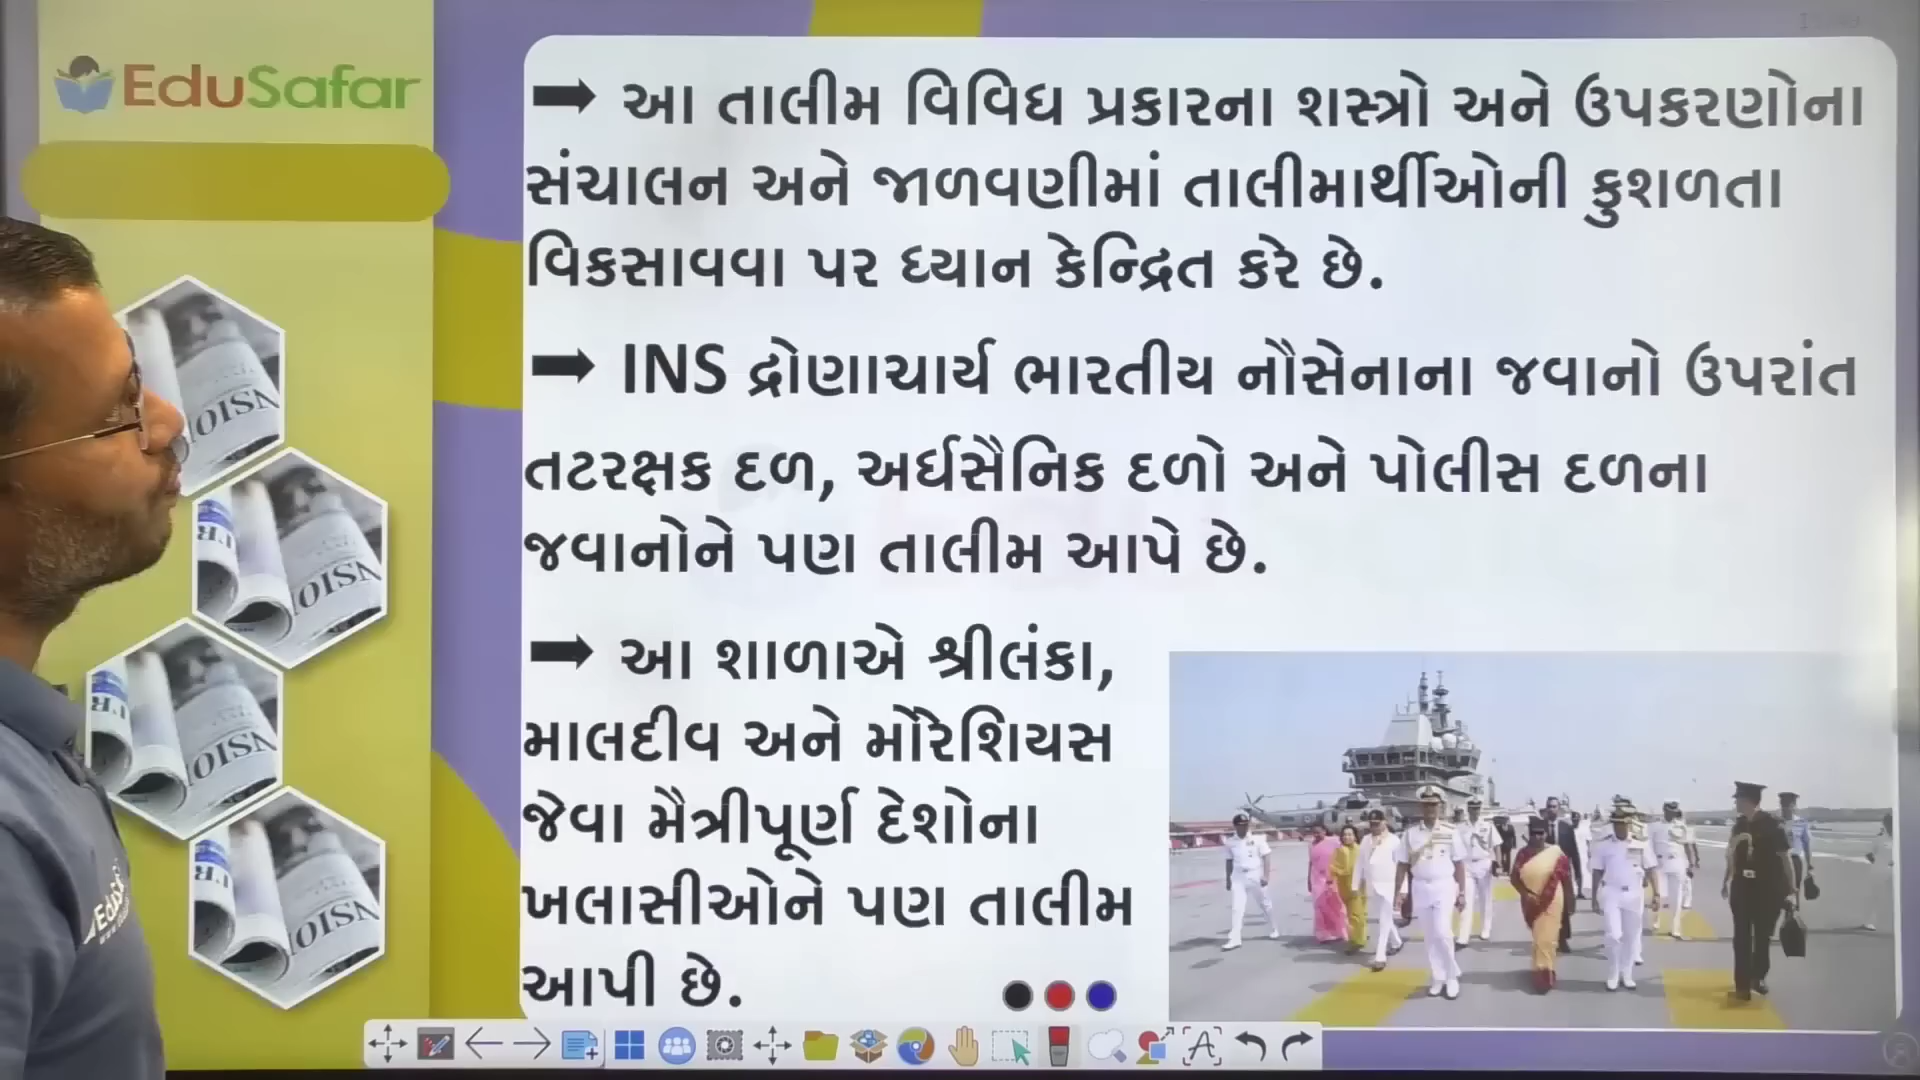 EduSafar
➡ આ તાલીમ વિવિધ પ્રકારના શસ્ત્રો અને ઉપકરણોના
સંચાલન અને જાળવણીમાં તાલીમાર્થીઓની કુશળતા
વિકસાવવા પર ધ્યાન કેન્દ્રિત કરે છે.
➡ INS દ્રોણાચાર્ય ભારતીય નૌસેનાના જવાનો ઉપરાંત
તટરક્ષક દળ, અર્ધસૈનિક દળો અને પોલીસ દળના
જવાનોને પણ તાલીમ આપે છે.
➡ આ શાળાએ શ્રીલંકા,
માલદીવ અને મોરેશિયસ
જેવા મૈત્રીપૂર્ણ દેશોના
ખલાસીઓને પણ તાલીમ
આપી છે.